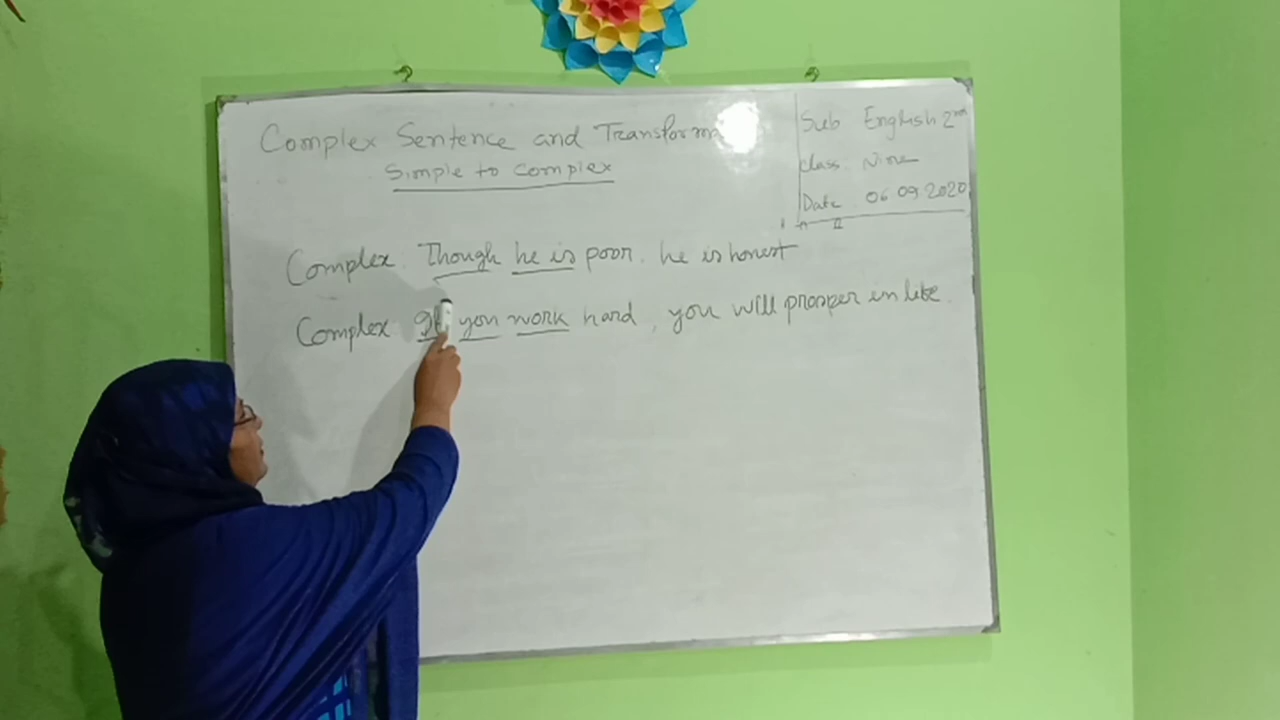 Complex Sentence and Transform
Simple to Complex
Sub English 2nd
Class Nine
Date 06 09 2020
Complex Though he is poor, he is honest
Complex If you work hard, you will prosper in life.